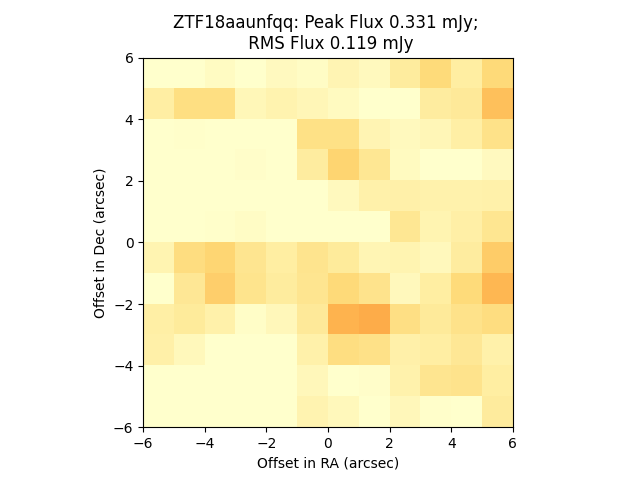 ZTF18aaunfqq: Peak Flux 0.331 mJy;
RMS Flux 0.119 mJy
6
4
2
0
−2
−4
−6
Offset in Dec (arcsec)
−6 −4 −2 0 2 4 6
Offset in RA (arcsec)